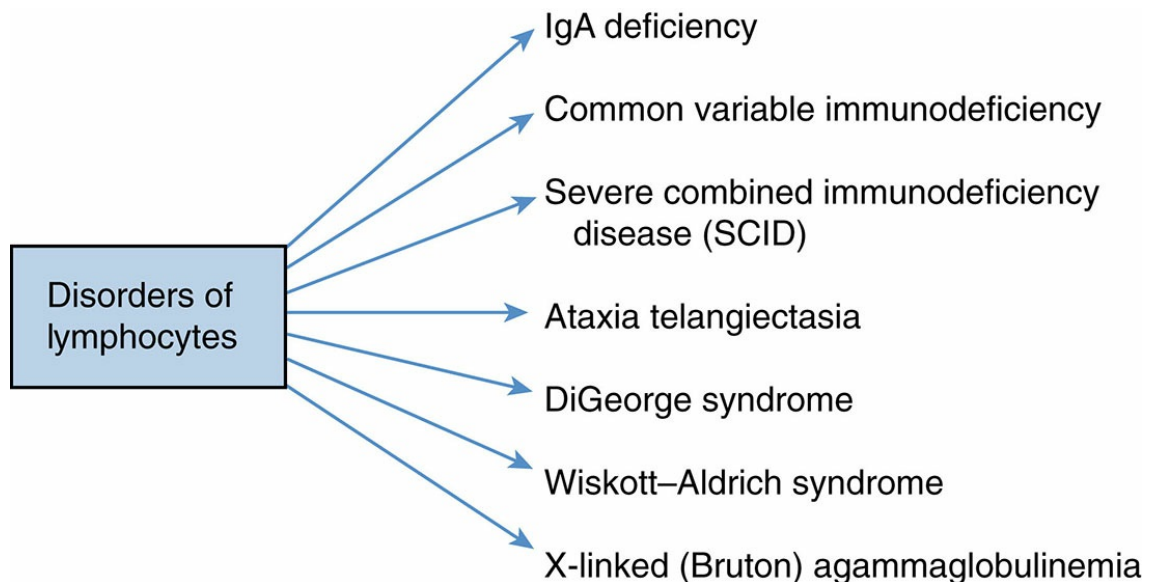 IgA deficiency
Common variable immunodeficiency
Severe combined immunodeficiency
disease (SCID)
Disorders of
lymphocytes
Ataxia telangiectasia
DiGeorge syndrome
Wiskott–Aldrich syndrome
X-linked (Bruton) agammaglobulinemia